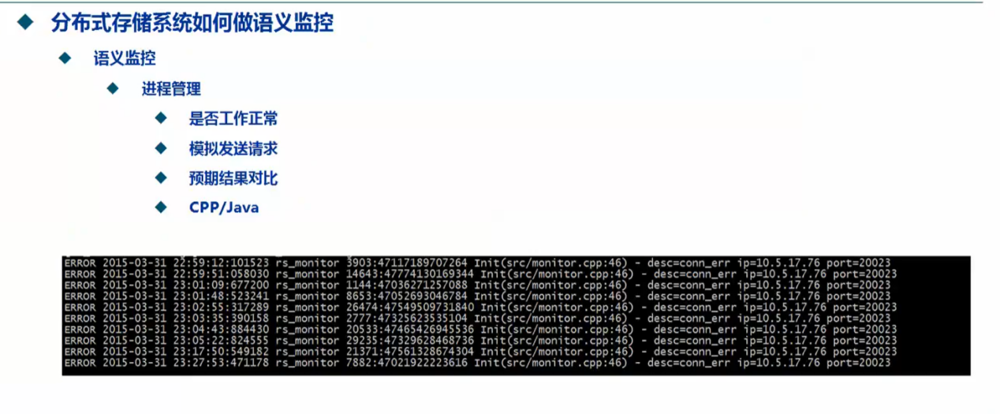 分布式存储系统如何做语义监控
语义监控
进程管理
是否工作正常
模拟发送请求
预期结果对比
CPP/Java
ERROR 2015-03-31 22:59:12:101523 rs_monitor 3903:47117189707264 Init(src/monitor.cpp:46) - desc=conn_err ip=10.5.17.76 port=20023
ERROR 2015-03-31 22:59:51:058030 rs_monitor 14643:47774130169344 Init(src/monitor.cpp:46) - desc=conn_err ip=10.5.17.76 port=20023
ERROR 2015-03-31 23:01:09:677200 rs_monitor 1144:47036271257088 Init(src/monitor.cpp:46) - desc=conn_err ip=10.5.17.76 port=20023
ERROR 2015-03-31 23:01:48:523241 rs_monitor 8653:47052693046784 Init(src/monitor.cpp:46) - desc=conn_err ip=10.5.17.76 port=20023
ERROR 2015-03-31 23:02:55:317289 rs_monitor 26474:47549509731840 Init(src/monitor.cpp:46) - desc=conn_err ip=10.5.17.76 port=20023
ERROR 2015-03-31 23:03:35:390158 rs_monitor 2777:47325623535104 Init(src/monitor.cpp:46) - desc=conn_err ip=10.5.17.76 port=20023
ERROR 2015-03-31 23:04:43:884430 rs_monitor 20533:47465426945536 Init(src/monitor.cpp:46) - desc=conn_err ip=10.5.17.76 port=20023
ERROR 2015-03-31 23:05:22:824555 rs_monitor 29235:47329628468736 Init(src/monitor.cpp:46) - desc=conn_err ip=10.5.17.76 port=20023
ERROR 2015-03-31 23:17:50:549182 rs_monitor 21371:47561328674304 Init(src/monitor.cpp:46) - desc=conn_err ip=10.5.17.76 port=20023
ERROR 2015-03-31 23:27:53:471178 rs_monitor 7882:47021922223616 Init(src/monitor.cpp:46) - desc=conn_err ip=10.5.17.76 port=20023